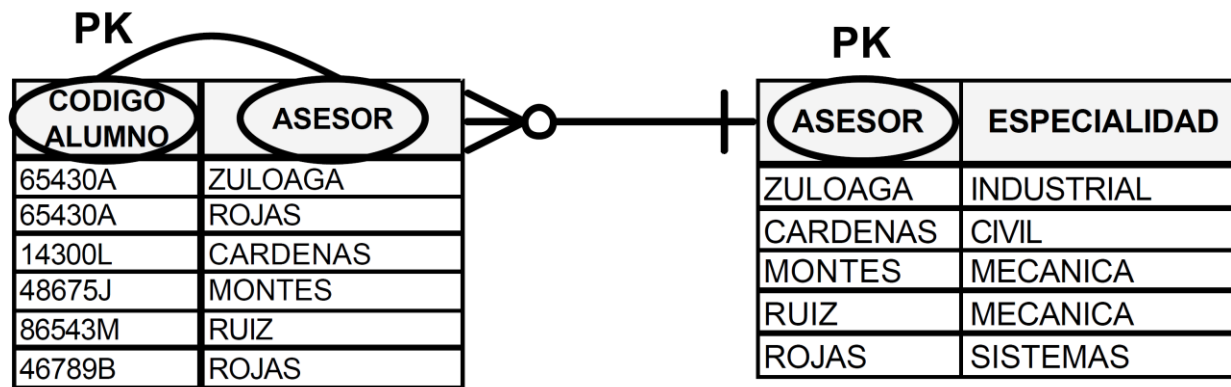 PK
CODIGO ALUMNO ASESOR
65430A ZULOAGA
65430A ROJAS
14300L CARDENAS
48675J MONTES
86543M RUIZ
46789B ROJAS
PK
ASESOR ESPECIALIDAD
ZULOAGA INDUSTRIAL
CARDENAS CIVIL
MONTES MECANICA
RUIZ MECANICA
ROJAS SISTEMAS